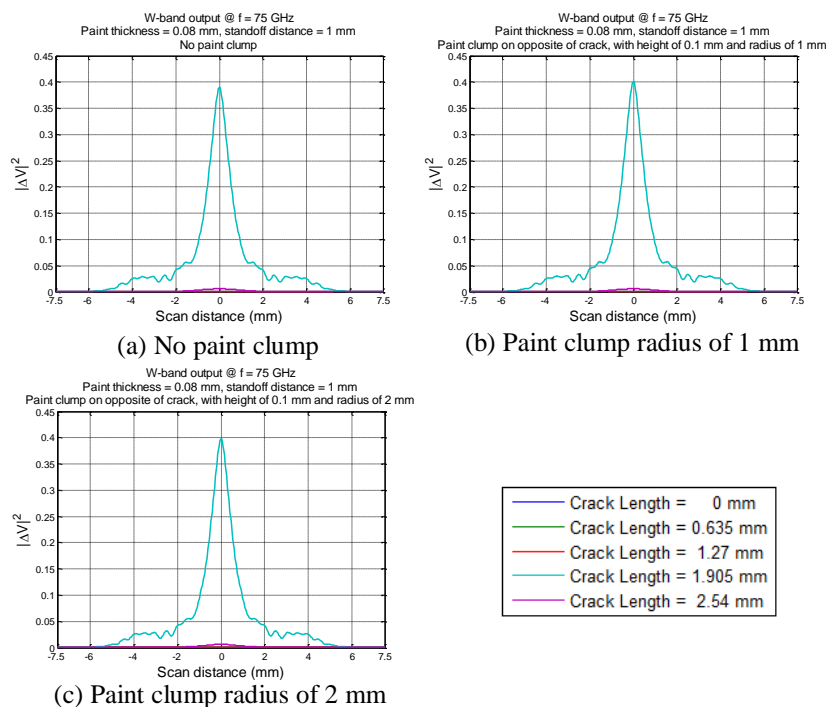 W-band output @ f = 75 GHz
Paint thickness = 0.08 mm, standoff distance = 1 mm
No paint clump
0.45
0.4
0.35
0.3
0.25
0.2
0.15
0.1
0.05
0
|ΔV|²
-7.5 -6 -4 -2 0 2 4 6 7.5
Scan distance (mm)
(a) No paint clump
W-band output @ f = 75 GHz
Paint thickness = 0.08 mm, standoff distance = 1 mm
Paint clump on opposite of crack, with height of 0.1 mm and radius of 1 mm
0.45
0.4
0.35
0.3
0.25
0.2
0.15
0.1
0.05
0
|ΔV|²
-7.5 -6 -4 -2 0 2 4 6 7.5
Scan distance (mm)
(b) Paint clump radius of 1 mm
W-band output @ f = 75 GHz
Paint thickness = 0.08 mm, standoff distance = 1 mm
Paint clump on opposite of crack, with height of 0.1 mm and radius of 2 mm
0.45
0.4
0.35
0.3
0.25
0.2
0.15
0.1
0.05
0
|ΔV|²
-7.5 -6 -4 -2 0 2 4 6 7.5
Scan distance (mm)
(c) Paint clump radius of 2 mm
Crack Length = 0 mm
Crack Length = 0.635 mm
Crack Length = 1.27 mm
Crack Length = 1.905 mm
Crack Length = 2.54 mm